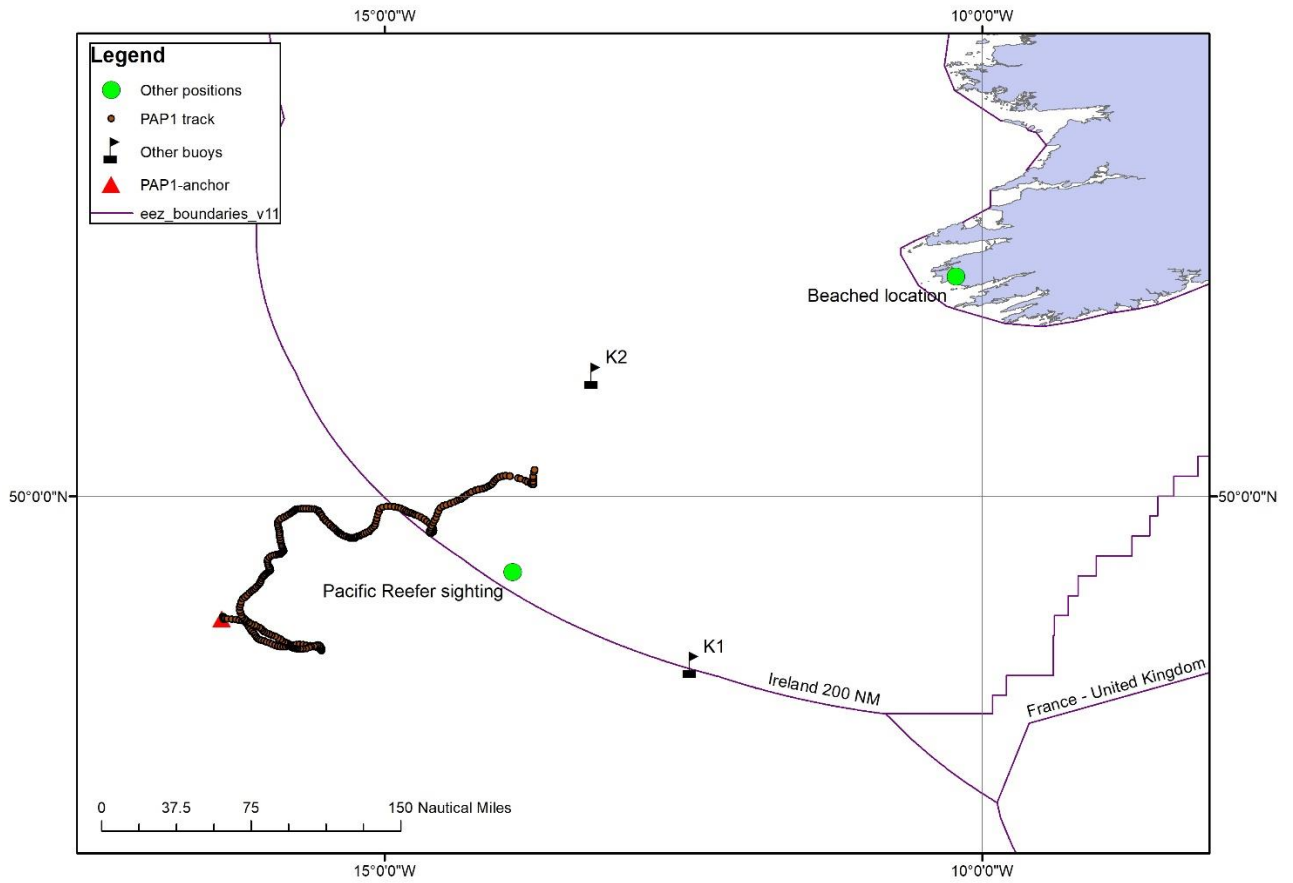 15°0'0"W 10°0'0"W
Legend
Other positions
PAP1 track
Other buoys
PAP1-anchor
eez_boundaries_v11
Beached location
K2
50°0'0"N 50°0'0"N
Pacific Reefer sighting
K1
Ireland 200 NM
France - United Kingdom
0 37.5 75 150 Nautical Miles
15°0'0"W 10°0'0"W